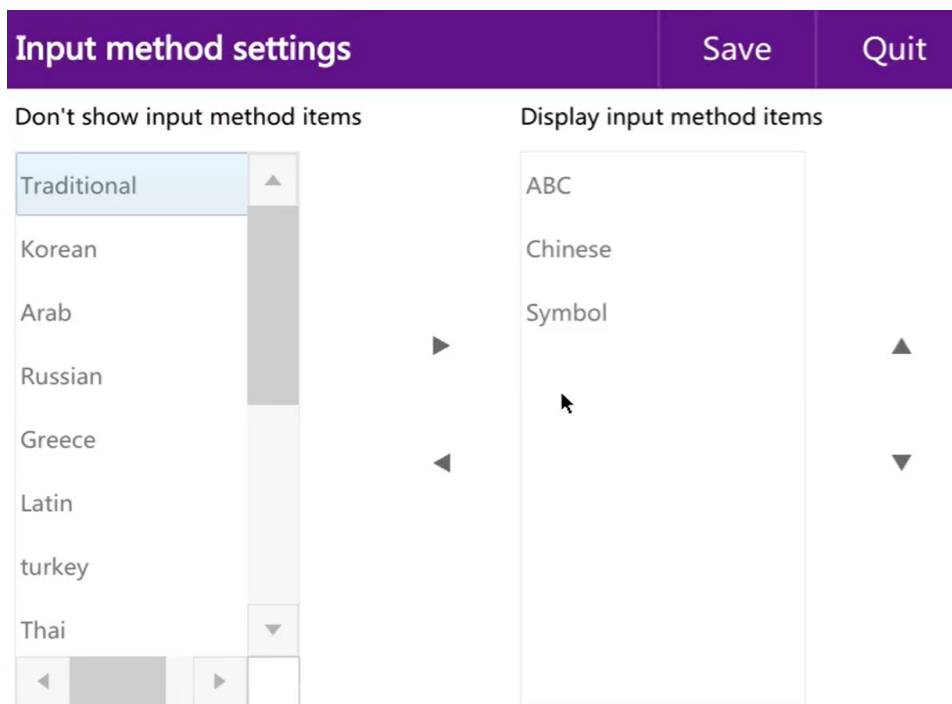 Input method settings
Save
Quit
Don't show input method items
Display input method items
Traditional
Korean
Arab
Russian
Greece
Latin
turkey
Thai
ABC
Chinese
Symbol